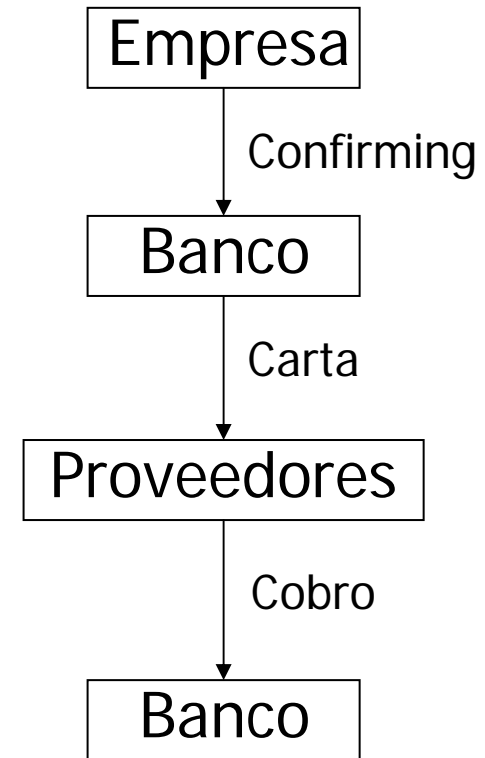 Empresa
Confirming
Banco
Carta
Proveedores
Cobro
Banco